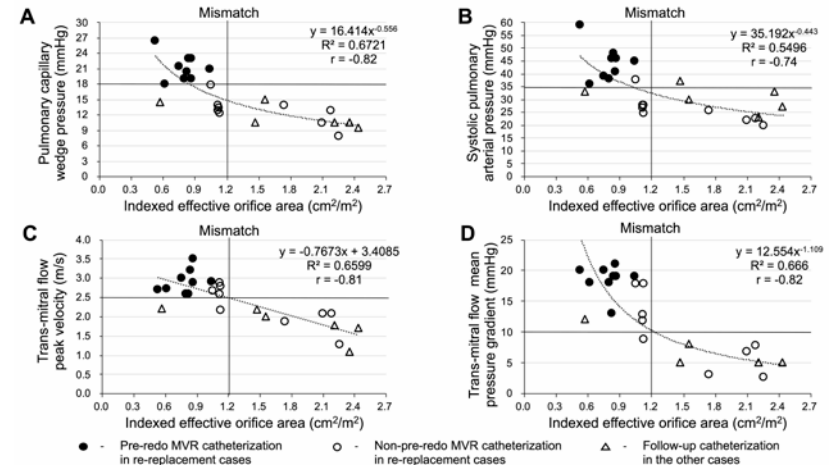 A
Mismatch
y = 16.414x^-0.556
R² = 0.6721
r = -0.82
Pulmonary capillary
wedge pressure (mmHg)
30
27
24
21
18
15
12
9
6
3
0
0.0 0.3 0.6 0.9 1.2 1.5 1.8 2.1 2.4 2.7
Indexed effective orifice area (cm²/m²)
B
Mismatch
y = 35.192x^-0.443
R² = 0.5496
r = -0.74
Systolic pulmonary
arterial pressure (mmHg)
60
55
50
45
40
35
30
25
20
15
10
5
0
0.0 0.3 0.6 0.9 1.2 1.5 1.8 2.1 2.4 2.7
Indexed effective orifice area (cm²/m²)
C
Mismatch
y = -0.7673x + 3.4085
R² = 0.6599
r = -0.81
Trans-mitral flow
peak velocity (m/s)
4.0
3.5
3.0
2.5
2.0
1.5
1.0
0.5
0.0
0.0 0.3 0.6 0.9 1.2 1.5 1.8 2.1 2.4 2.7
Indexed effective orifice area (cm²/m²)
D
Mismatch
y = 12.554x^-1.109
R² = 0.666
r = -0.82
Trans-mitral flow mean
pressure gradient (mmHg)
25
20
15
10
5
0
0.0 0.3 0.6 0.9 1.2 1.5 1.8 2.1 2.4 2.7
Indexed effective orifice area (cm²/m²)
● - Pre-redo MVR catheterization
in re-replacement cases
○ - Non-pre-redo MVR catheterization
in re-replacement cases
△ - Follow-up catheterization
in the other cases